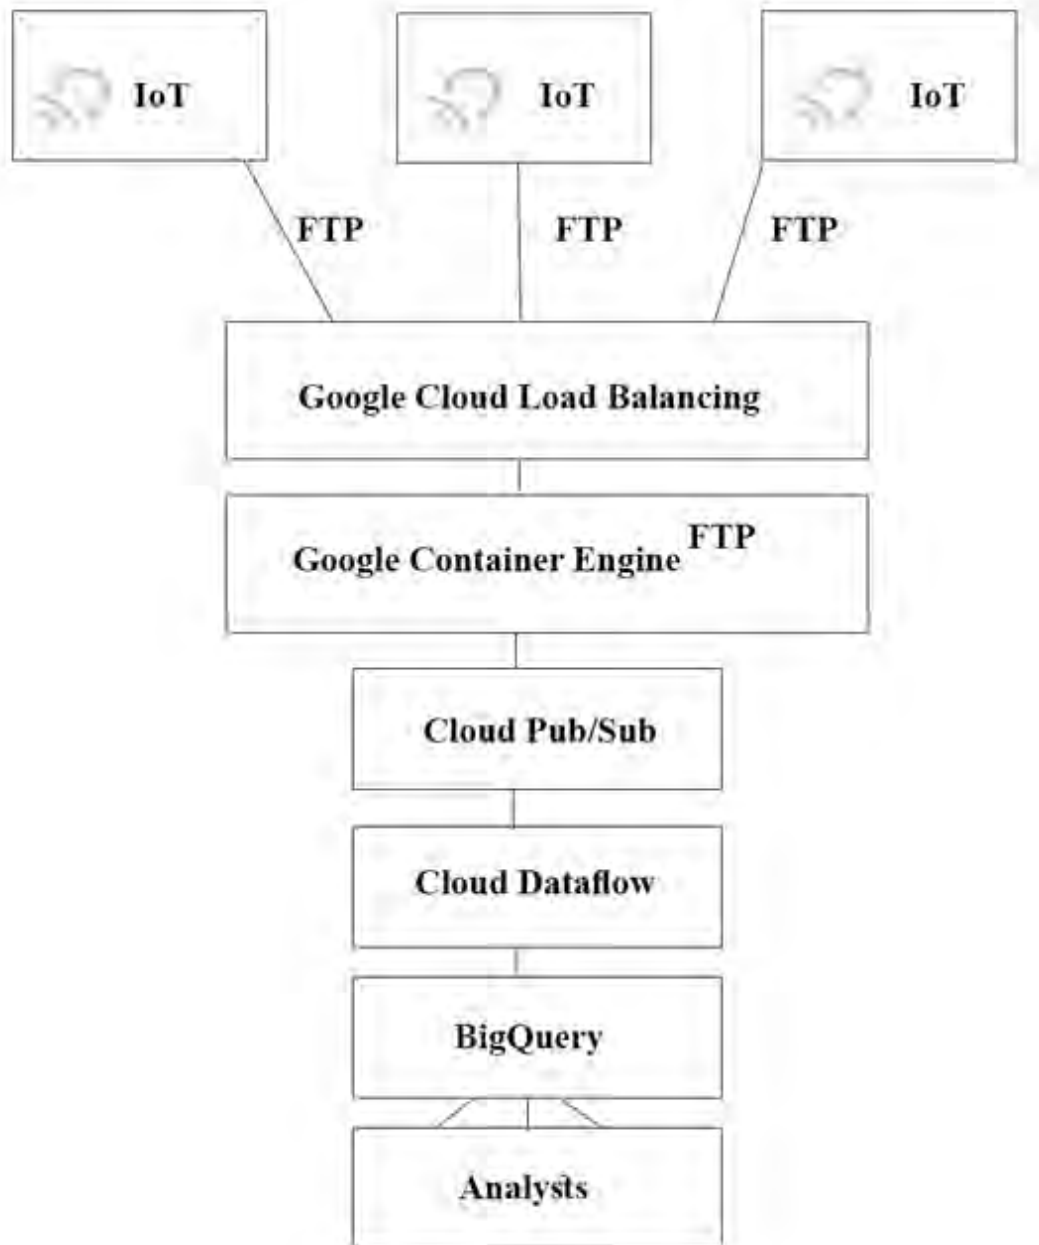 IoT
IoT
IoT
FTP
FTP
FTP
Google Cloud Load Balancing
Google Container Engine FTP
Cloud Pub/Sub
Cloud Dataflow
BigQuery
Analysts